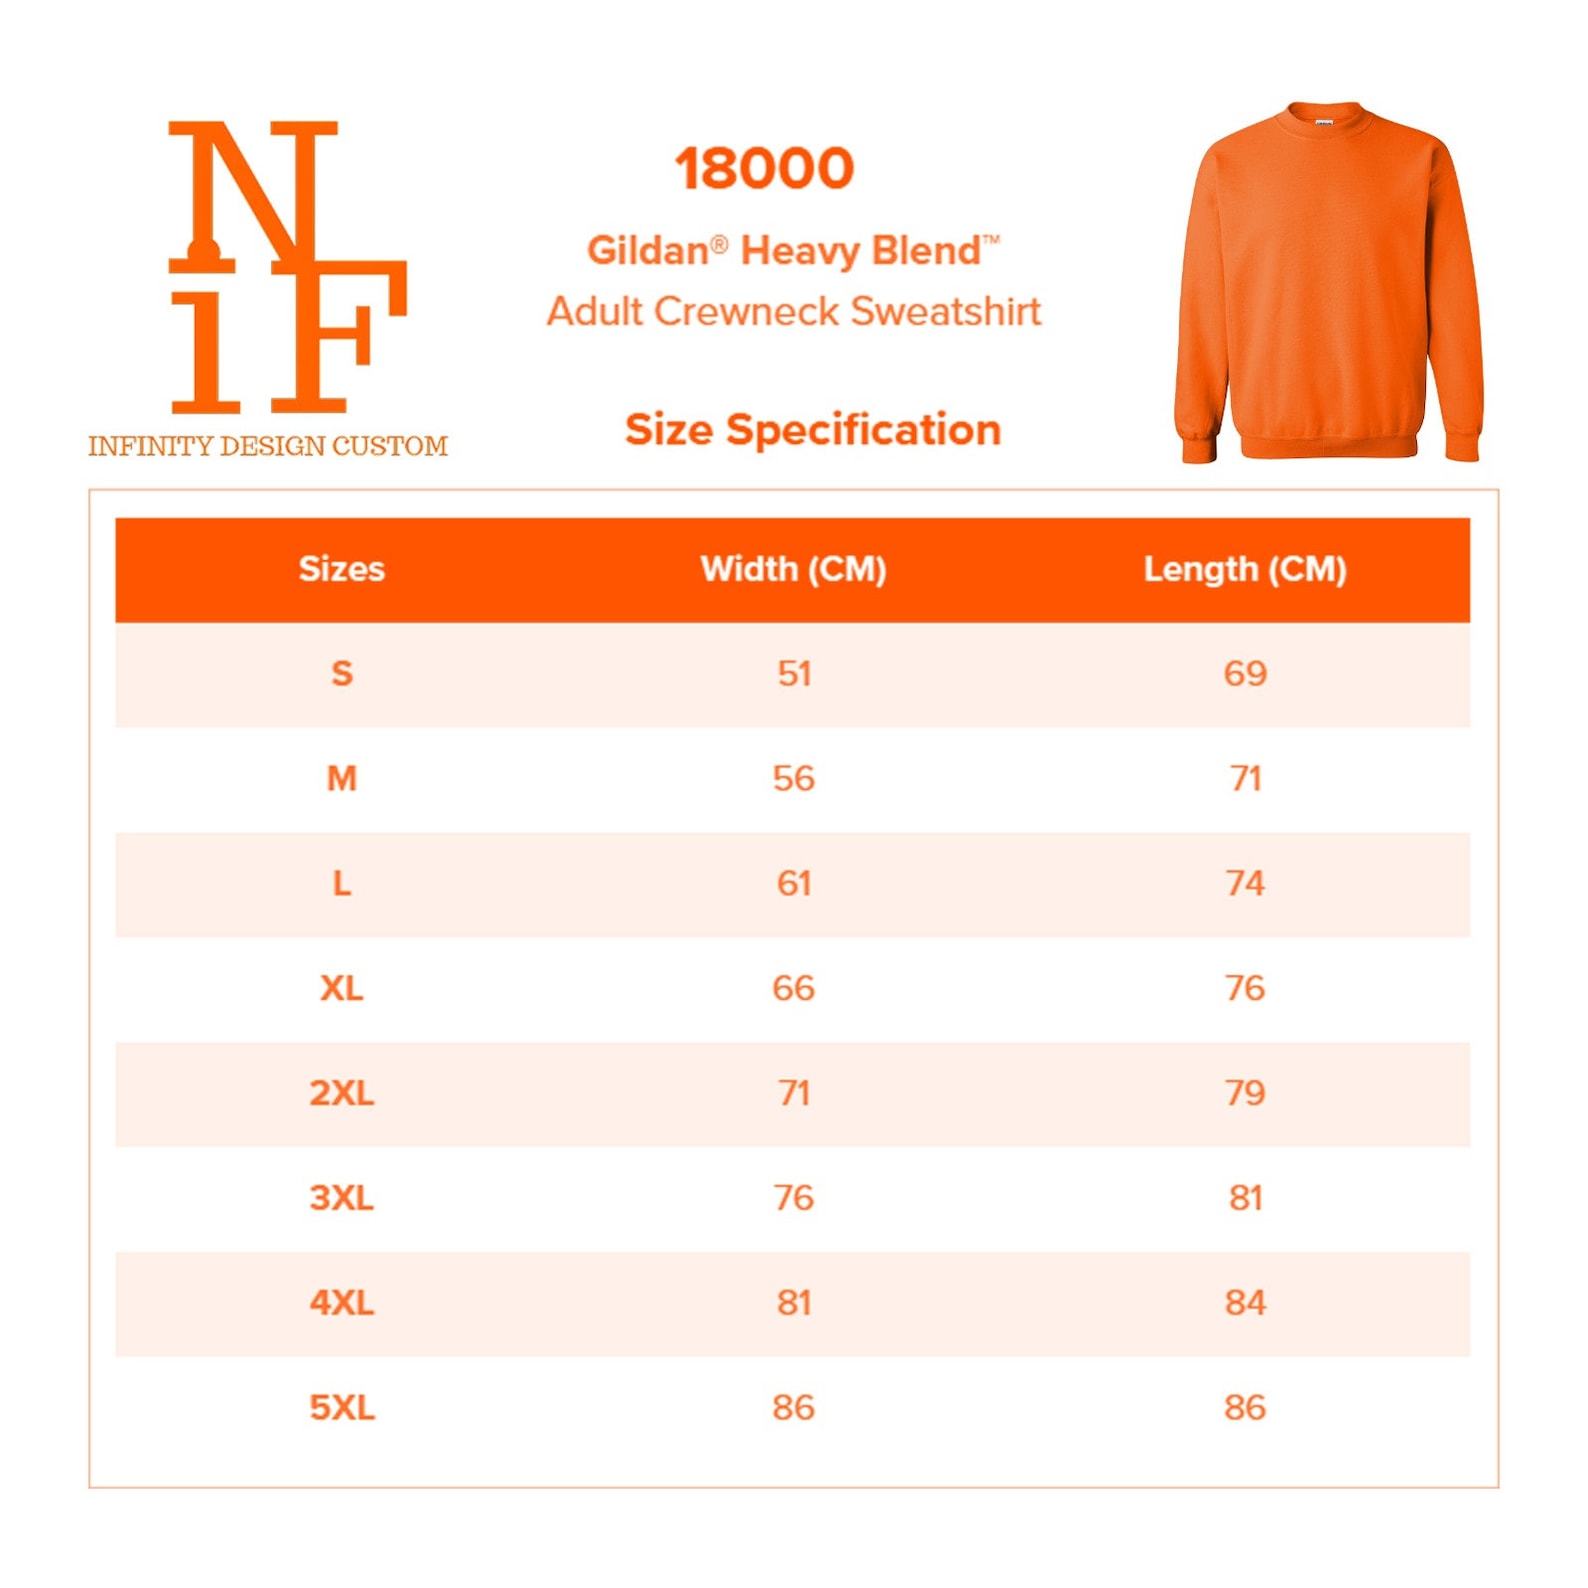 N
iF
INFINITY DESIGN CUSTOM
18000
Gildan® Heavy Blend™
Adult Crewneck Sweatshirt
Size Specification
Sizes Width (CM) Length (CM)
S 51 69
M 56 71
L 61 74
XL 66 76
2XL 71 79
3XL 76 81
4XL 81 84
5XL 86 86